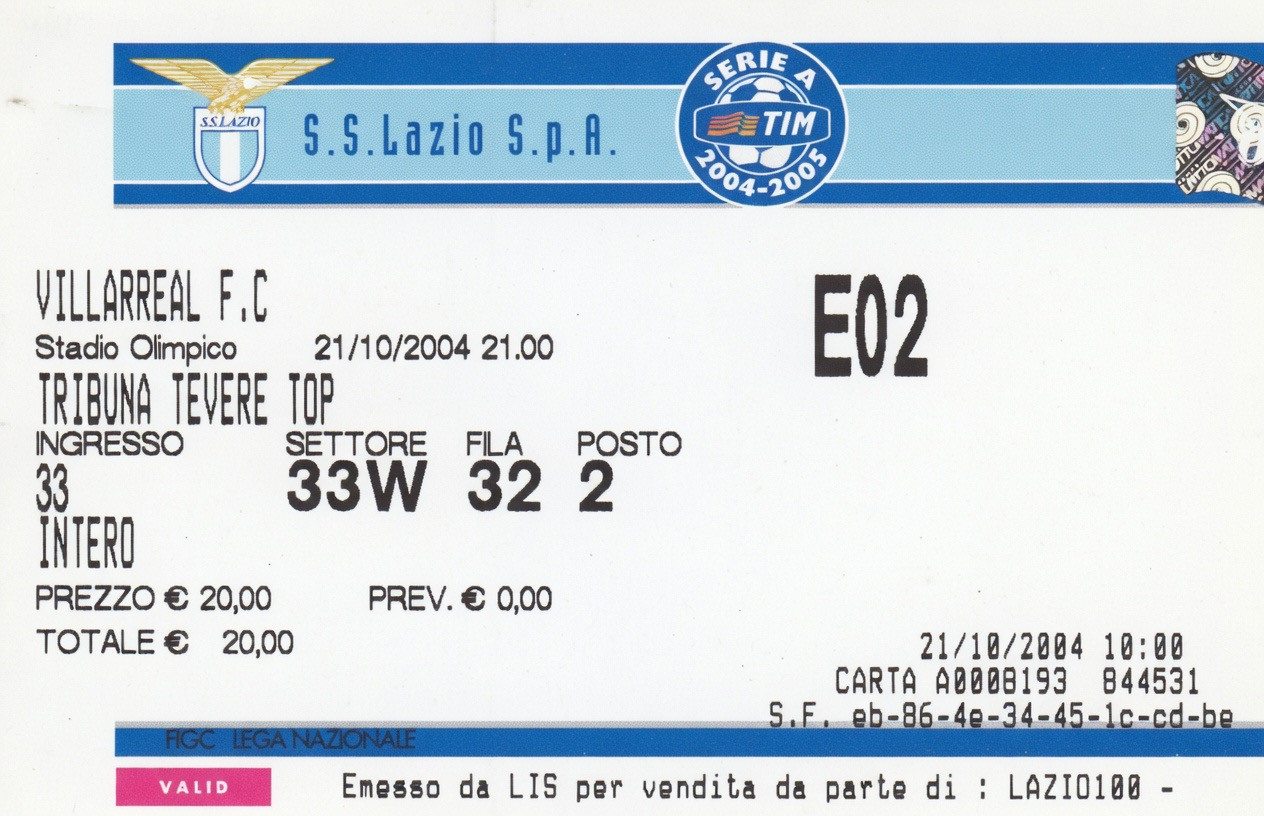 S.S.LAZIO
S.S.Lazio S.p.A.
SERIE A
TIM
2004-2005
VILLARREAL F.C
E02
Stadio Olimpico 21/10/2004 21.00
TRIBUNA TEVERE TOP
INGRESSO SETTORE FILA POSTO
33 33W 32 2
INTERO
PREZZO € 20,00 PREV. € 0,00
TOTALE € 20,00
21/10/2004 10:00
CARTA A0008193 844531
S.F. eb-86-4e-34-45-1c-cd-be
FIGC LEGA NAZIONALE
VALID
Emesso da LIS per vendita da parte di : LAZIO100 -